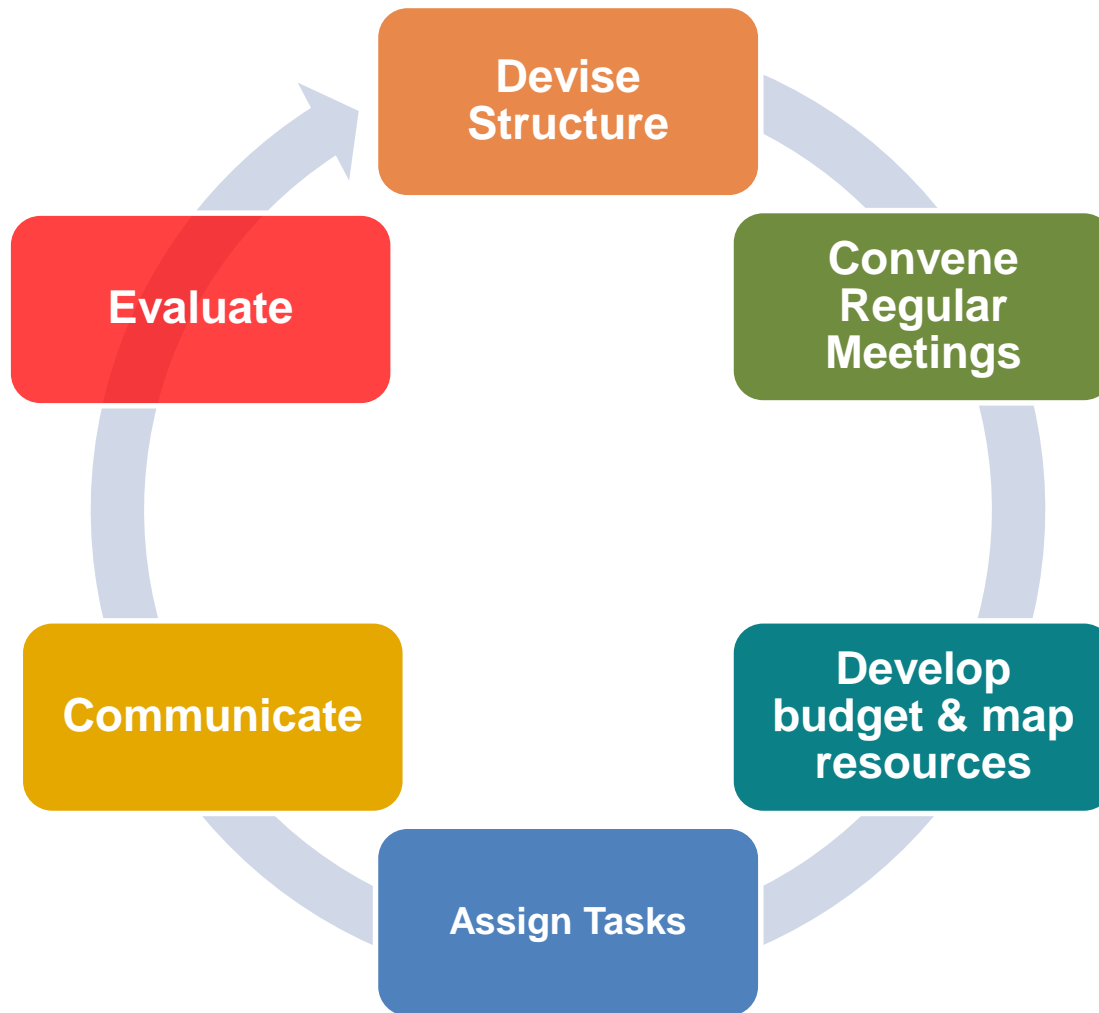 Devise
Structure
Convene
Regular
Meetings
Develop
budget & map
resources
Assign Tasks
Communicate
Evaluate